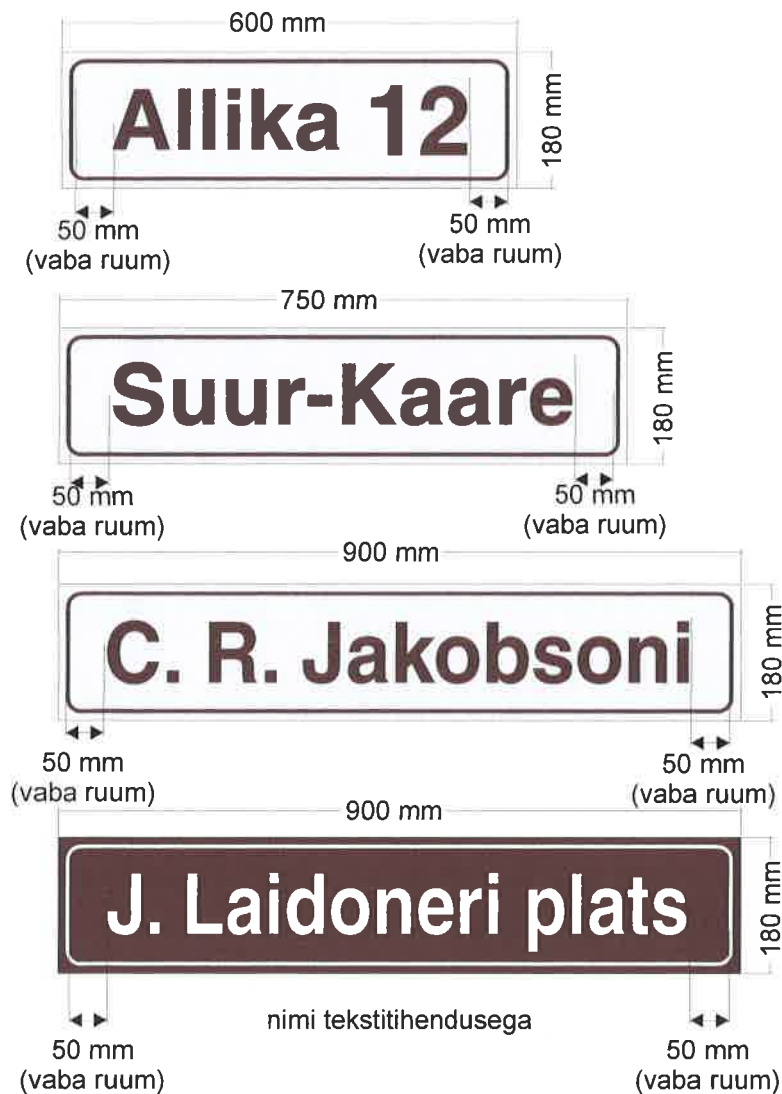 600 mm
Allika 12
180 mm
50 mm
(vaba ruum)
50 mm
(vaba ruum)
750 mm
Suur-Kaare
180 mm
50 mm
(vaba ruum)
50 mm
(vaba ruum)
900 mm
C. R. Jakobsoni
180 mm
50 mm
(vaba ruum)
50 mm
(vaba ruum)
900 mm
J. Laidoneri plats
180 mm
nimi tekstitihendusega
50 mm
(vaba ruum)
50 mm
(vaba ruum)